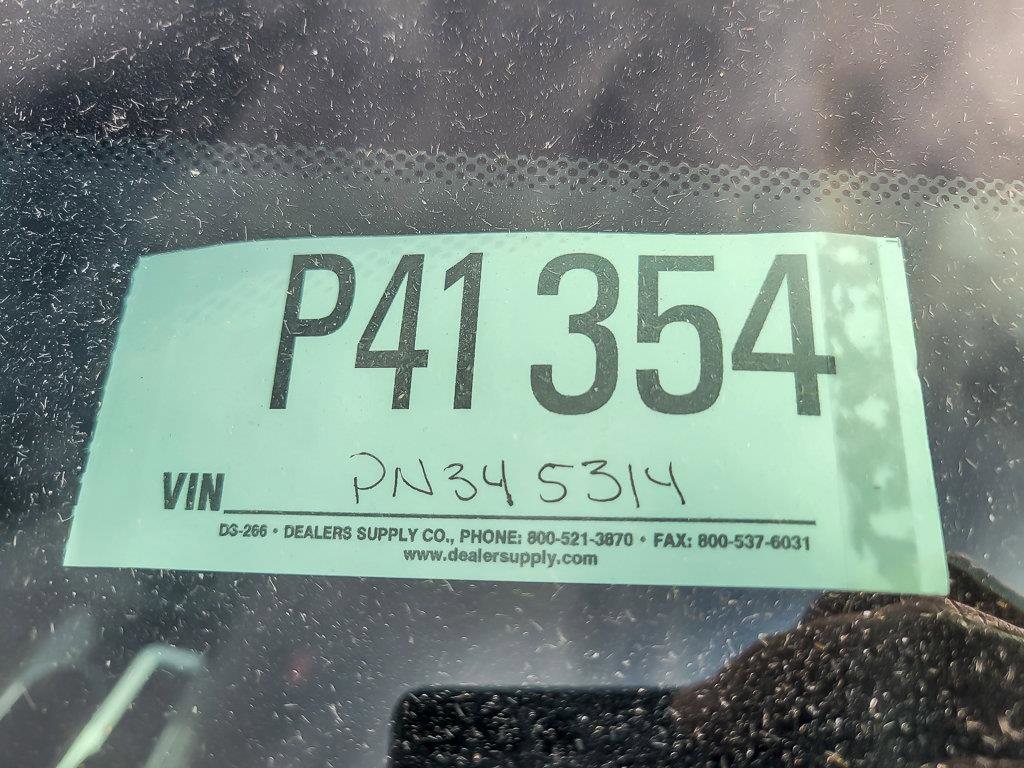 P41 354
VIN PN345314
DS-266 • DEALERS SUPPLY CO., PHONE: 800-521-3870 • FAX: 800-537-6031
www.dealersupply.com